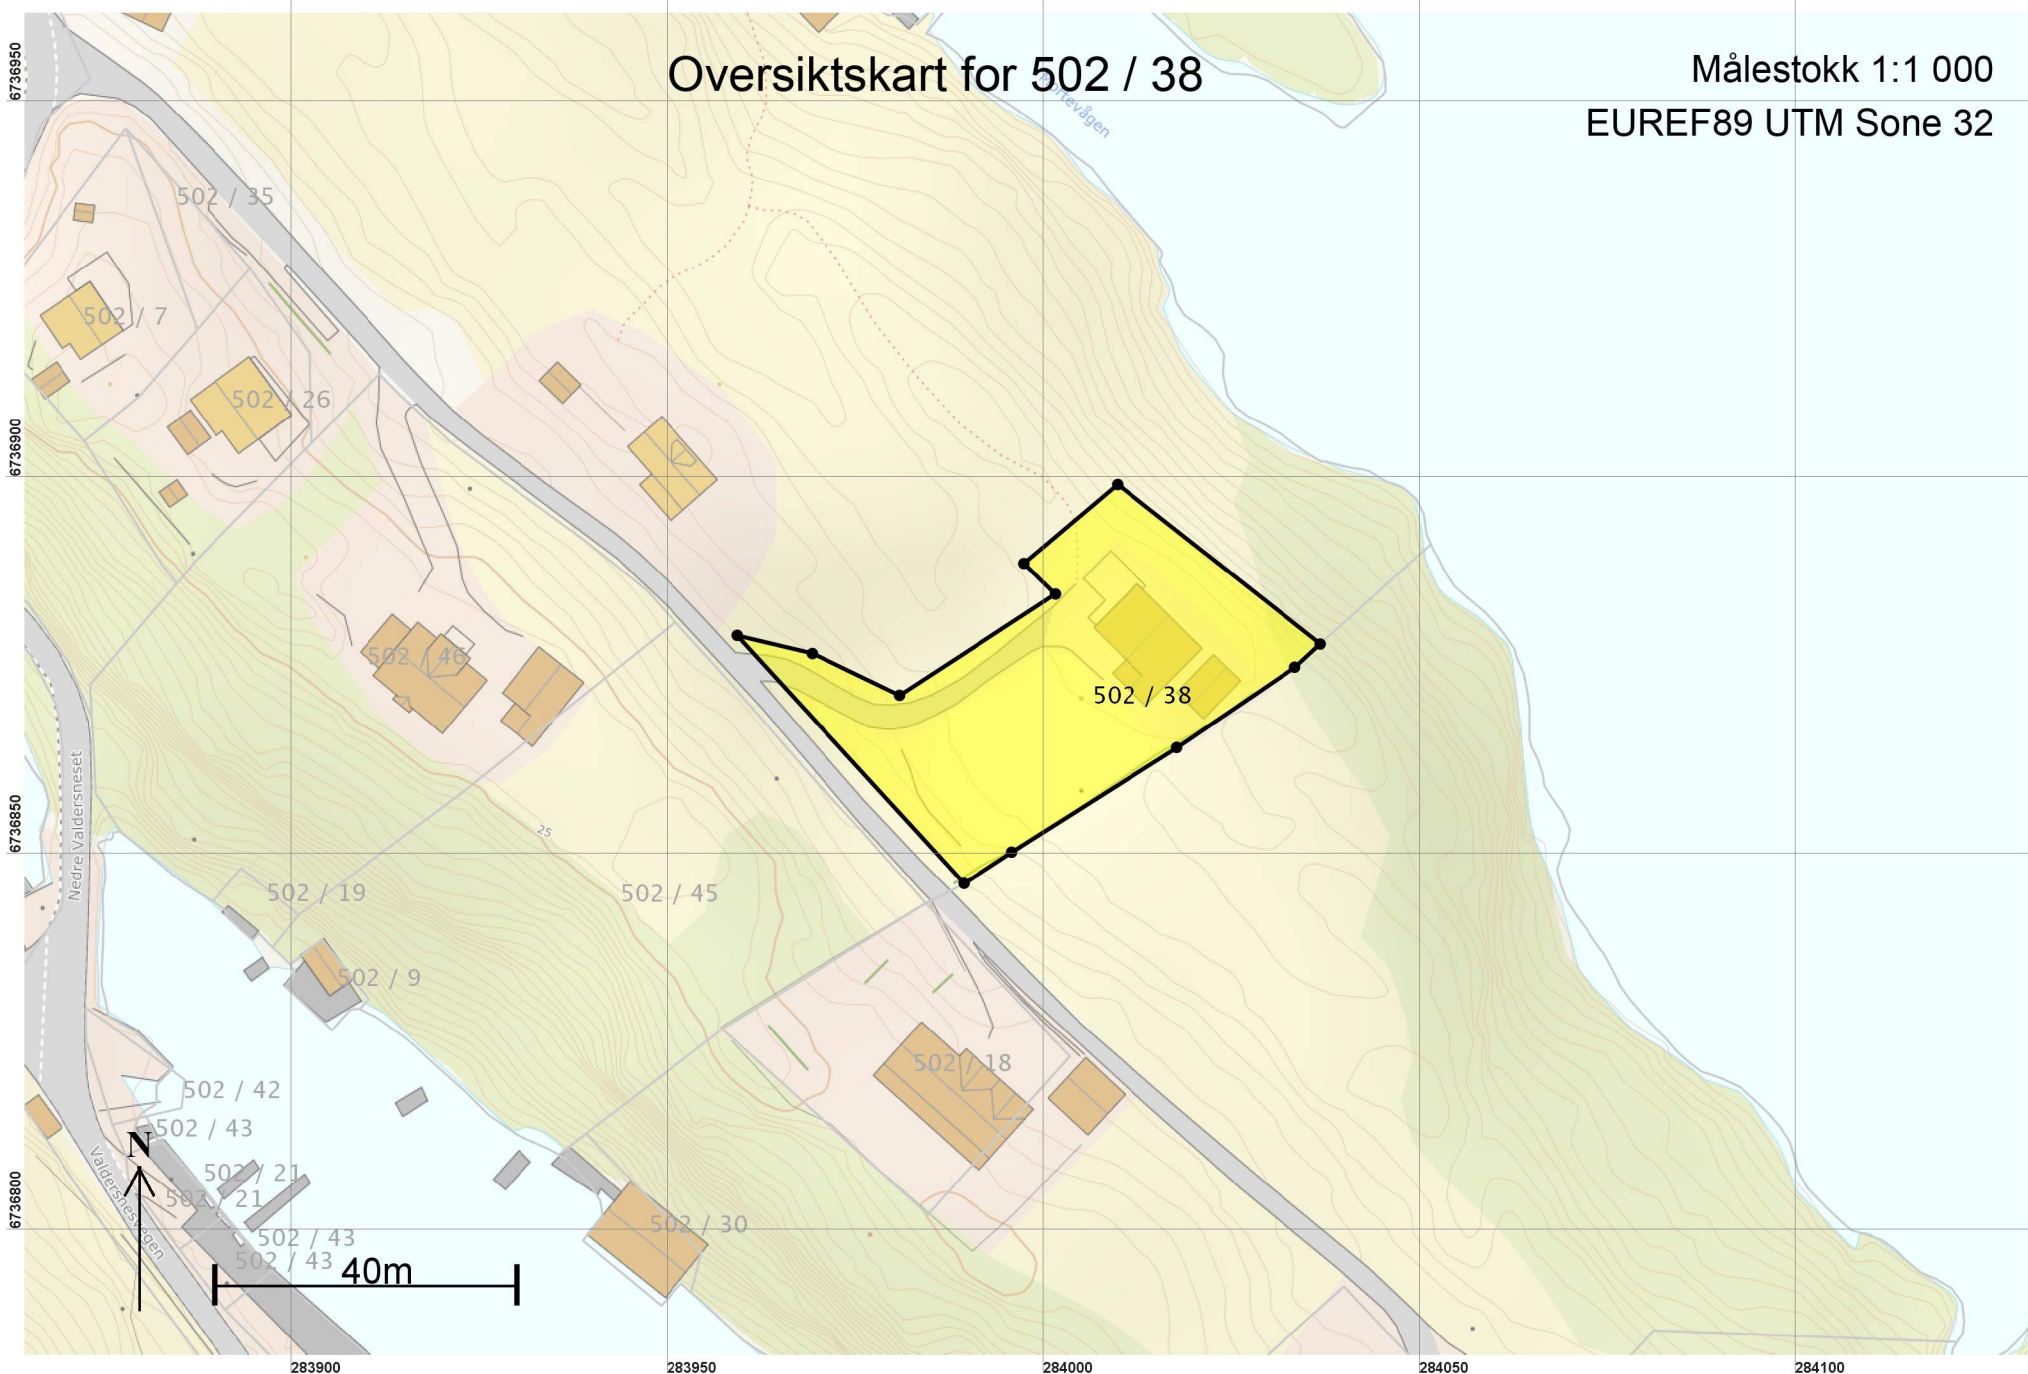 Oversiktskart for 502 / 38
Målestokk 1:1 000
EUREF89 UTM Sone 32
6736950
Mortevågen
502 / 35
502 / 7
502 / 26
6736900
502 / 46
502 / 38
Nedre Valdersneset
6736850
25
502 / 19
502 / 45
502 / 9
502 / 18
502 / 42
502 / 43
N
Valdersnesvegen
502 / 21
502 / 21
6736800
502 / 30
502 / 43
502 / 43
40m
283900
283950
284000
284050
284100